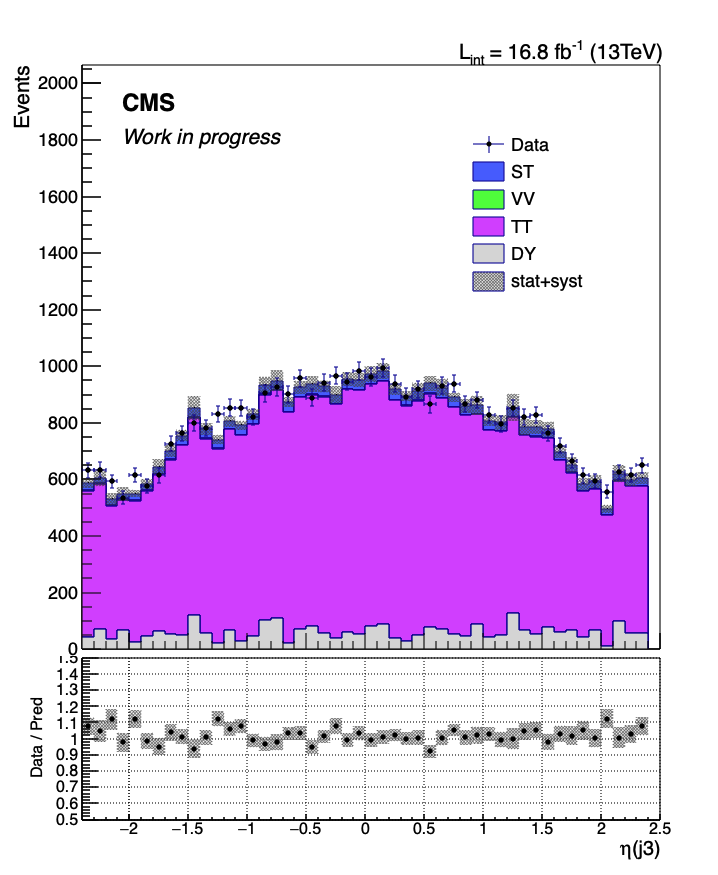 L_int = 16.8 fb^-1 (13TeV)
Events
2000
CMS
Work in progress
1800
Data
ST
1600
VV
TT
1400
DY
stat+syst
1200
1000
800
600
400
200
0
1.5
1.4
1.3
1.2
1.1
1
0.9
0.8
0.7
0.6
0.5
Data / Pred
−2 −1.5 −1 −0.5 0 0.5 1 1.5 2 2.5
η(j3)